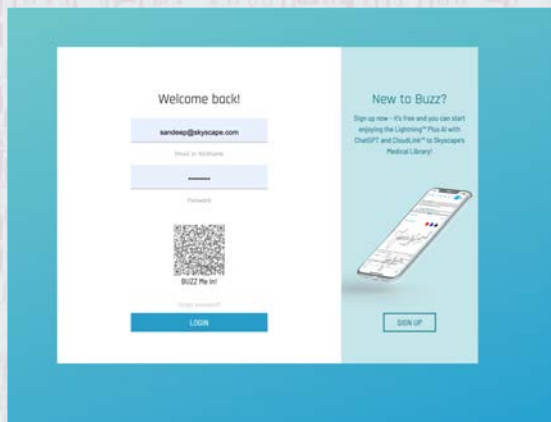 Welcome back!
sandeep@skyscape.com
Email or Nickname
••••••••
Password
BUZZ Me In!
Forgot password?
LOGIN
New to Buzz?
Sign up now - it's free and you can start
enjoying the Lightning™ Plus AI with
ChatGPT and CloudLink™ to Skyscape's
Medical Library!
SIGN UP